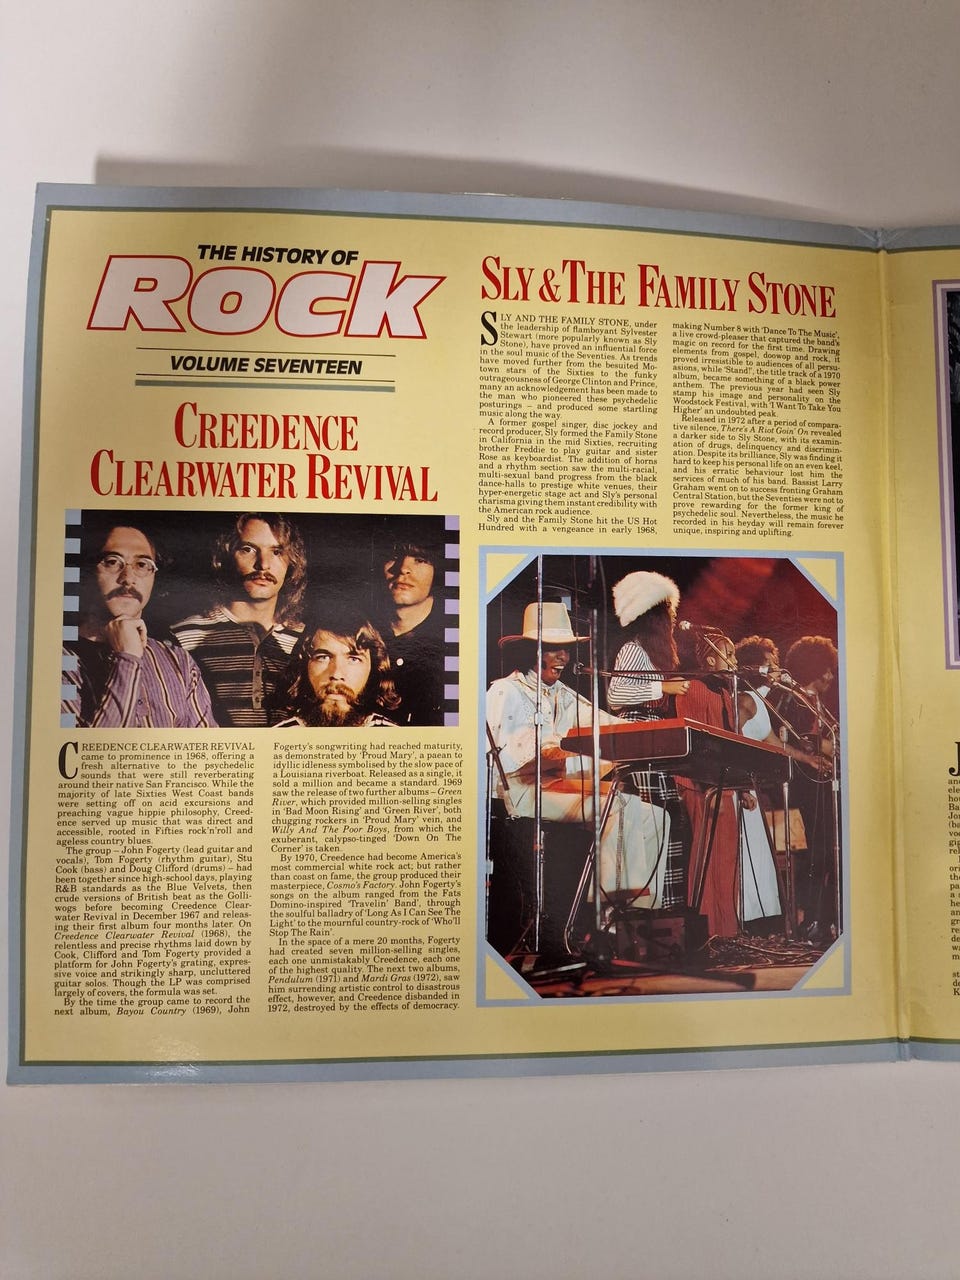 THE HISTORY OF
ROCK
VOLUME SEVENTEEN
CREEDENCE
CLEARWATER REVIVAL
CREEDENCE CLEARWATER REVIVAL
came to prominence in 1968, offering a
fresh alternative to the psychedelic
sounds that were still reverberating
around their native San Francisco. While the
majority of late Sixties West Coast bands
were setting off on acid excursions and
preaching vague hippie philosophy, Creed-
ence served up music that was direct and
accessible, rooted in Fifties rock'n'roll and
ageless country blues.
The group – John Fogerty (lead guitar and
vocals), Tom Fogerty (rhythm guitar), Stu
Cook (bass) and Doug Clifford (drums) – had
been together since high-school days, playing
R&B standards as the Blue Velvets, then
crude versions of British beat as the Golli-
wogs before becoming Creedence Clear-
water Revival in December 1967 and releas-
ing their first album four months later. On
Creedence Clearwater Revival (1968), the
relentless and precise rhythms laid down by
Cook, Clifford and Tom Fogerty provided a
platform for John Fogerty's grating, expres-
sive voice and strikingly sharp, uncluttered
guitar solos. Though the LP was comprised
largely of covers, the formula was set.
By the time the group came to record the
next album, Bayou Country (1969), John
Fogerty's songwriting had reached maturity,
as demonstrated by 'Proud Mary', a paean to
idyllic idleness symbolised by the slow pace of
a Louisiana riverboat. Released as a single, it
sold a million and became a standard. 1969
saw the release of two further albums – Green
River, which provided million-selling singles
in 'Bad Moon Rising' and 'Green River', both
chugging rockers in 'Proud Mary' vein, and
Willy And The Poor Boys, from which the
exuberant, calypso-tinged 'Down On The
Corner' is taken.
By 1970, Creedence had become America's
most commercial white rock act; but rather
than coast on fame, the group produced their
masterpiece, Cosmo's Factory. John Fogerty's
songs on the album ranged from the Fats
Domino-inspired 'Travelin' Band', through
the soulful balladry of 'Long As I Can See The
Light' to the mournful country-rock of 'Who'll
Stop The Rain'.
In the space of a mere 20 months, Fogerty
had created seven million-selling singles,
each one unmistakably Creedence, each one
of the highest quality. The next two albums,
Pendulum (1971) and Mardi Gras (1972), saw
him surrendering artistic control to disastrous
effect, however, and Creedence disbanded in
1972, destroyed by the effects of democracy.
SLY & THE FAMILY STONE
SLY AND THE FAMILY STONE, under
the leadership of flamboyant Sylvester
Stewart (more popularly known as Sly
Stone), have proved an influential force
in the soul music of the Seventies. As trends
have moved further from the besuited Mo-
town stars of the Sixties to the funky
outrageousness of George Clinton and Prince,
many an acknowledgement has been made to
the man who pioneered these psychedelic
posturings – and produced some startling
music along the way.
A former gospel singer, disc jockey and
record producer, Sly formed the Family Stone
in California in the mid Sixties, recruiting
brother Freddie to play guitar and sister
Rose as keyboardist. The addition of horns
and a rhythm section saw the multi-racial,
multi-sexual band progress from the black
dance-halls to prestige white venues, their
hyper-energetic stage act and Sly's personal
charisma giving them instant credibility with
the American rock audience.
Sly and the Family Stone hit the US Hot
Hundred with a vengeance in early 1968,
making Number 8 with 'Dance To The Music',
a live crowd-pleaser that captured the band's
magic on record for the first time. Drawing
elements from gospel, doowop and rock, it
proved irresistible to audiences of all persu-
asions, while 'Stand!', the title track of a 1970
album, became something of a black power
anthem. The previous year had seen Sly
stamp his image and personality on the
Woodstock Festival, with 'I Want To Take You
Higher' an undoubted peak.
Released in 1972 after a period of compara-
tive silence, There's A Riot Goin' On revealed
a darker side to Sly Stone, with its examin-
ation of drugs, delinquency and discrimin-
ation. Despite its brilliance, Sly was finding it
hard to keep his personal life on an even keel,
and his erratic behaviour lost him the
services of much of his band. Bassist Larry
Graham went on to success fronting Graham
Central Station, but the Seventies were not to
prove rewarding for the former king of
psychedelic soul. Nevertheless, the music he
recorded in his heyday will remain forever
unique, inspiring and uplifting.